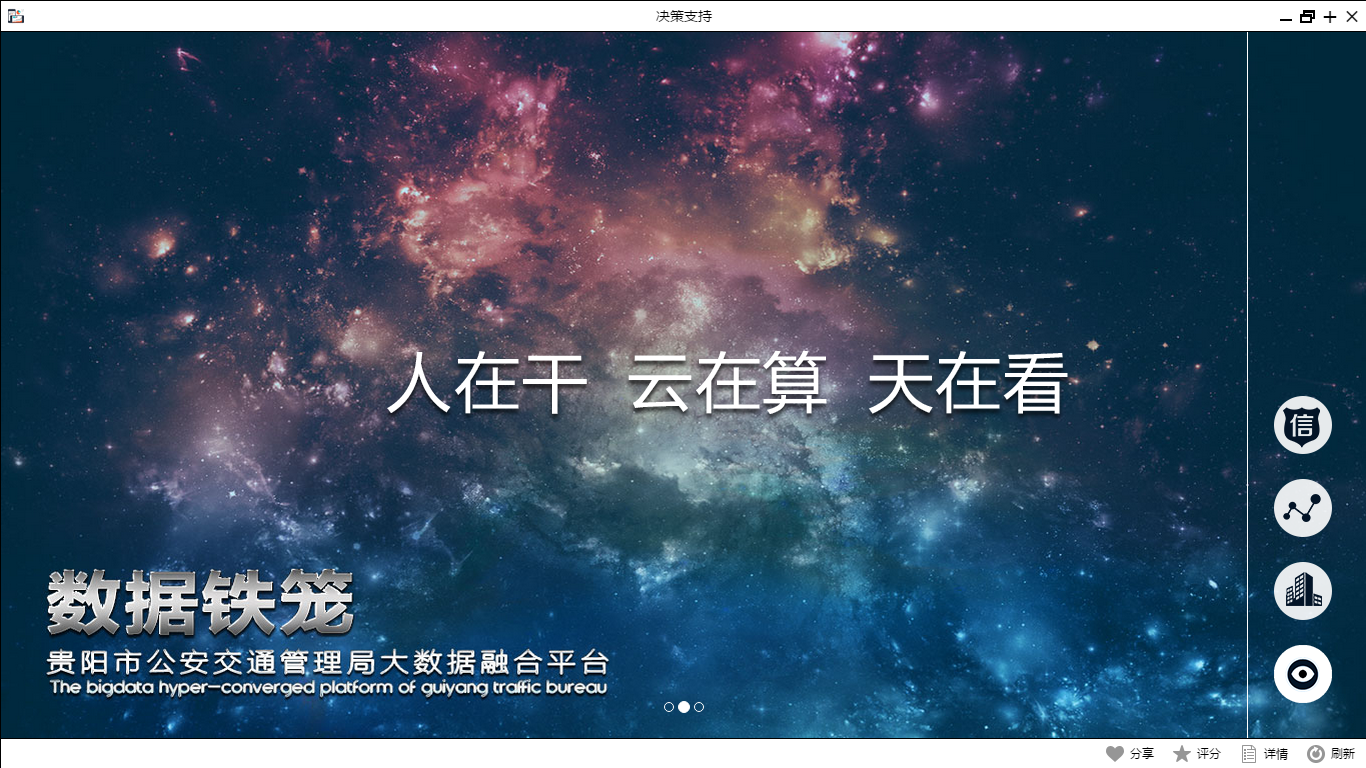 决策支持
人在干 云在算 天在看
信
数据铁笼
贵阳市公安交通管理局大数据融合平台
The bigdata hyper-converged platform of guiyang traffic bureau
分享 评分 详情 刷新